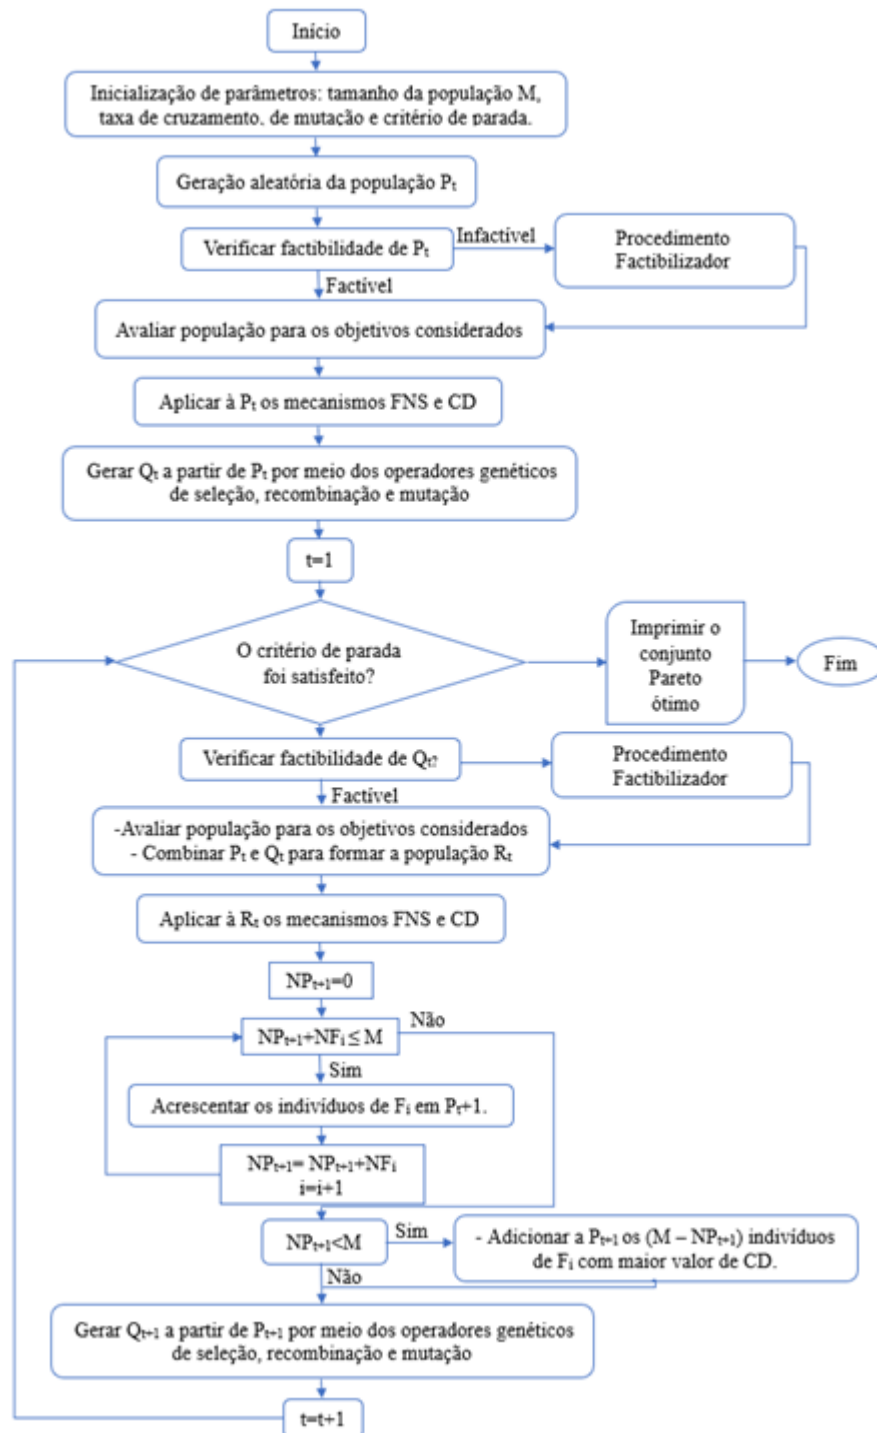 Início
Inicialização de parâmetros: tamanho da população M,
taxa de cruzamento, de mutação e critério de parada.
Geração aleatória da população Pt
Verificar factibilidade de Pt
Infactível
Procedimento
Factibilizador
Factível
Avaliar população para os objetivos considerados
Aplicar à Pt os mecanismos FNS e CD
Gerar Qt a partir de Pt por meio dos operadores genéticos
de seleção, recombinação e mutação
t=1
O critério de parada
foi satisfeito?
Imprimir o
conjunto
Pareto
ótimo
Fim
Verificar factibilidade de Qt?
Procedimento
Factibilizador
Factível
-Avaliar população para os objetivos considerados
- Combinar Pt e Qt para formar a população Rt
Aplicar à Rt os mecanismos FNS e CD
NPt+1=0
NPt+1+NFi ≤ M
Não
Sim
Acrescentar os indivíduos de Fi em Pt+1.
NPt+1= NPt+1+NFi
i=i+1
NPt+1<M
Sim
- Adicionar a Pt+1 os (M – NPt+1) indivíduos
de Fi com maior valor de CD.
Não
Gerar Qt+1 a partir de Pt+1 por meio dos operadores genéticos
de seleção, recombinação e mutação
t=t+1